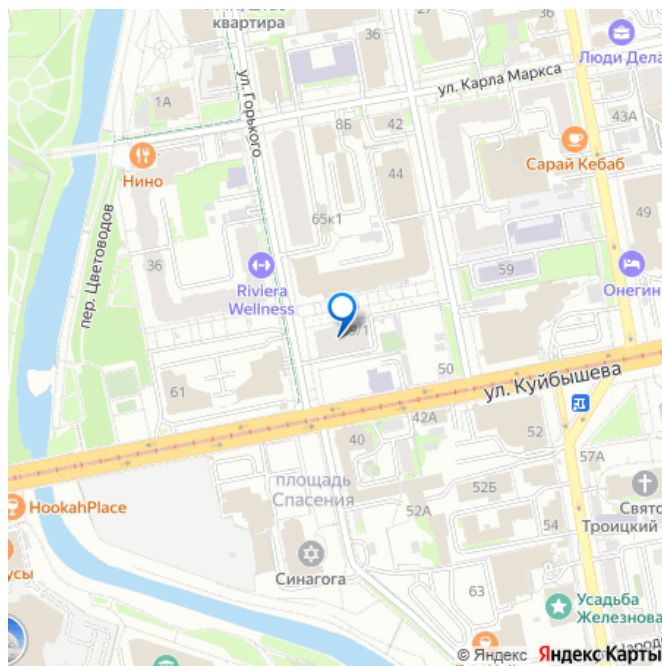 квартира
36
27
Люди Дела
ул. Карла Маркса
1А
ул. Горького
8Б
42
43А
Нино
Сарай Кебаб
44
65к1
49
пер. Цветоводов
36
Riviera
Wellness
59
Онегин
61
50
ул. Куйбышева
42А
40
52
57А
площадь
Спасения
HookahPlace
52Б
52А
Свято
Троицкий
54
Синагога
усы
63
Усадьба
Железнова
© Яндекс Яндекс Карты